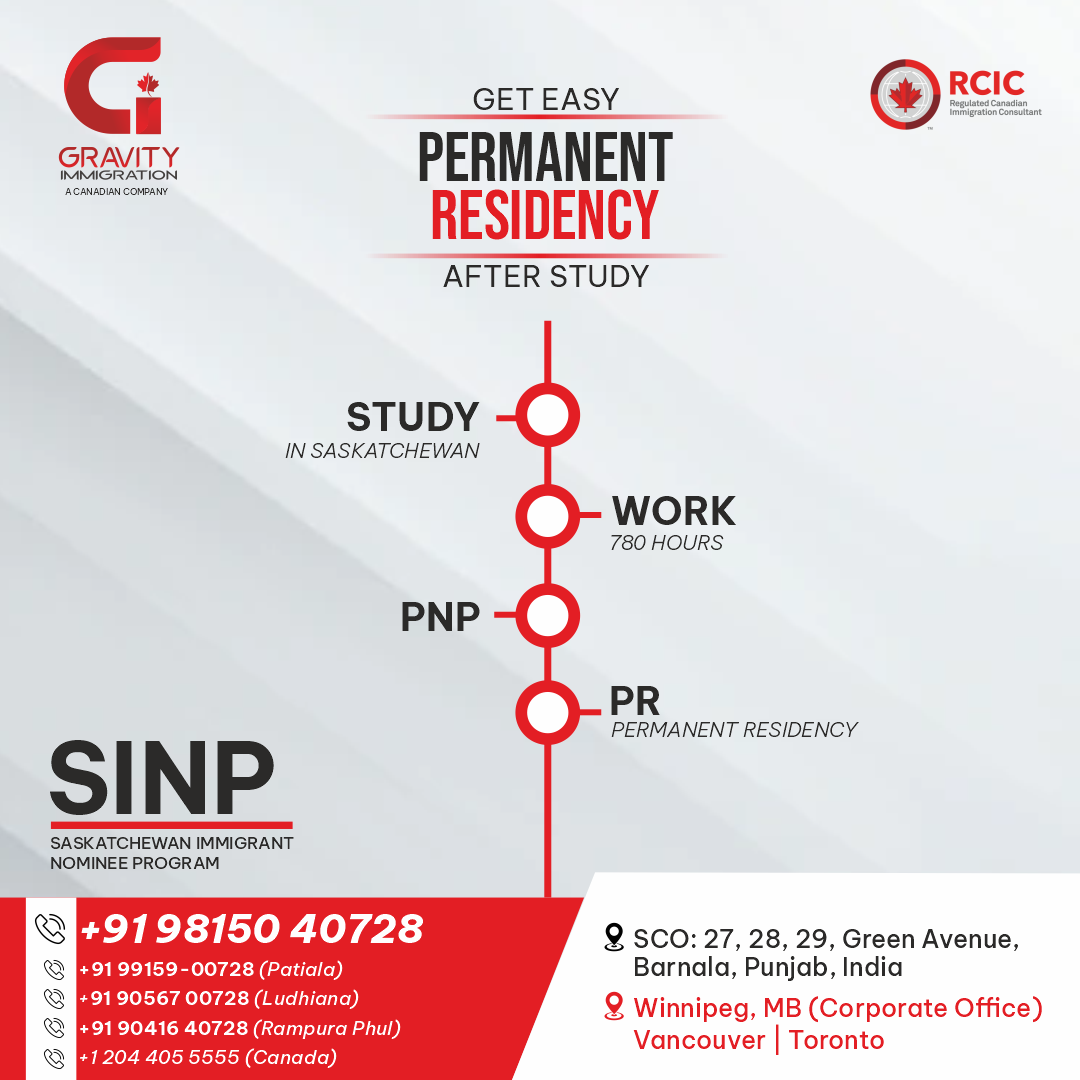 GRAVITY
IMMIGRATION
A CANADIAN COMPANY
GET EASY
PERMANENT
RESIDENCY
AFTER STUDY
RCIC
Regulated Canadian
Immigration Consultant
TM
STUDY
IN SASKATCHEWAN
WORK
780 HOURS
PNP
PR
PERMANENT RESIDENCY
SINP
SASKATCHEWAN IMMIGRANT
NOMINEE PROGRAM
+91 98150 40728
+91 99159-00728 (Patiala)
+91 90567 00728 (Ludhiana)
+91 90416 40728 (Rampura Phul)
+1 204 405 5555 (Canada)
SCO: 27, 28, 29, Green Avenue,
Barnala, Punjab, India
Winnipeg, MB (Corporate Office)
Vancouver | Toronto